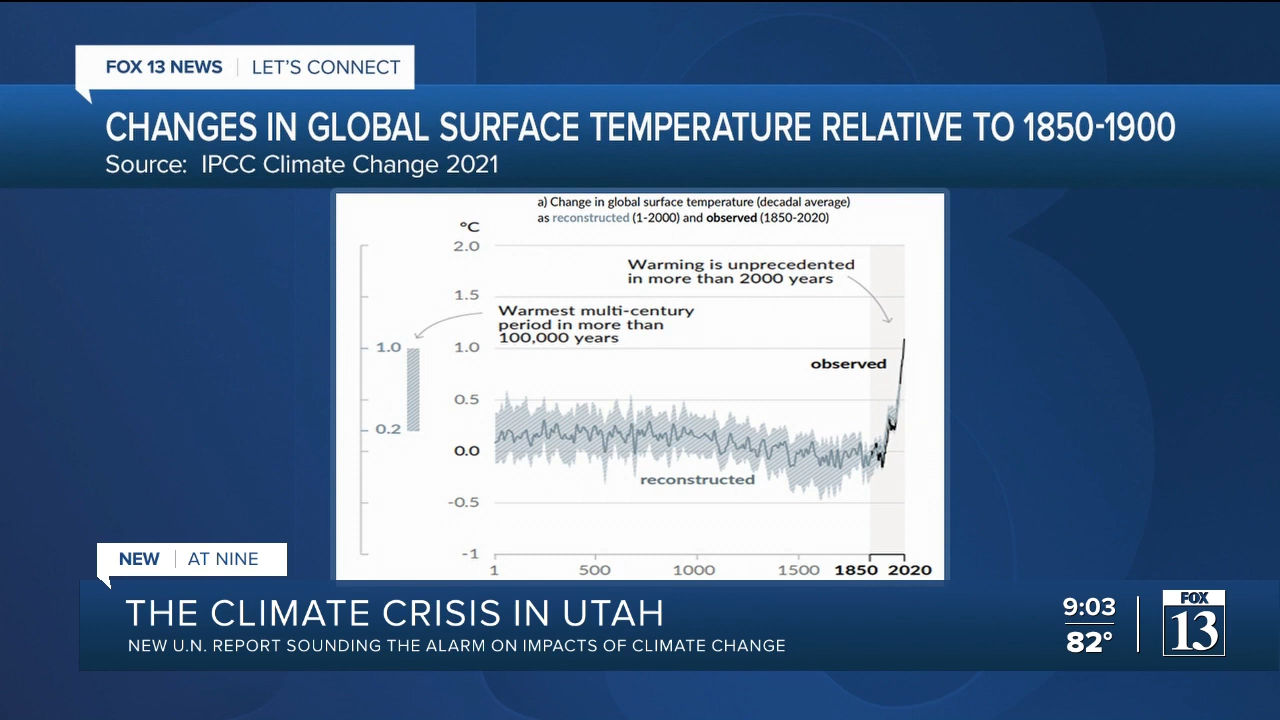 FOX 13 NEWS | LET'S CONNECT
CHANGES IN GLOBAL SURFACE TEMPERATURE RELATIVE TO 1850-1900
Source: IPCC Climate Change 2021
a) Change in global surface temperature (decadal average)
as reconstructed (1-2000) and observed (1850-2020)
°C
2.0
Warming is unprecedented
in more than 2000 years
1.5
Warmest multi-century
period in more than
100,000 years
1.0
1.0
observed
0.5
0.2
0.0
reconstructed
-0.5
-1
1 500 1000 1500 1850 2020
NEW | AT NINE
THE CLIMATE CRISIS IN UTAH
NEW U.N. REPORT SOUNDING THE ALARM ON IMPACTS OF CLIMATE CHANGE
9:03
82°
FOX
13